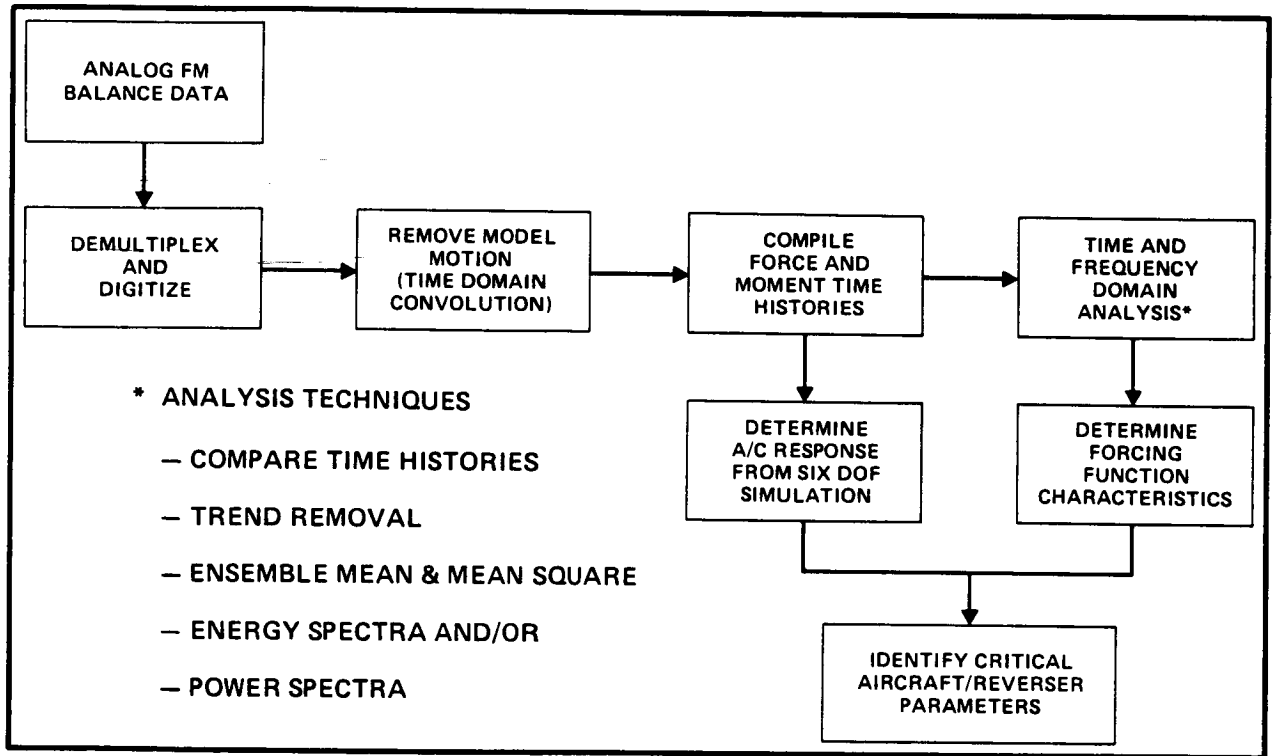 ANALOG FM
BALANCE DATA
DEMULTIPLEX
AND
DIGITIZE
REMOVE MODEL
MOTION
(TIME DOMAIN
CONVOLUTION)
COMPILE
FORCE AND
MOMENT TIME
HISTORIES
TIME AND
FREQUENCY
DOMAIN
ANALYSIS*
* ANALYSIS TECHNIQUES
— COMPARE TIME HISTORIES
— TREND REMOVAL
— ENSEMBLE MEAN & MEAN SQUARE
— ENERGY SPECTRA AND/OR
— POWER SPECTRA
DETERMINE
A/C RESPONSE
FROM SIX DOF
SIMULATION
DETERMINE
FORCING
FUNCTION
CHARACTERISTICS
IDENTIFY CRITICAL
AIRCRAFT/REVERSER
PARAMETERS